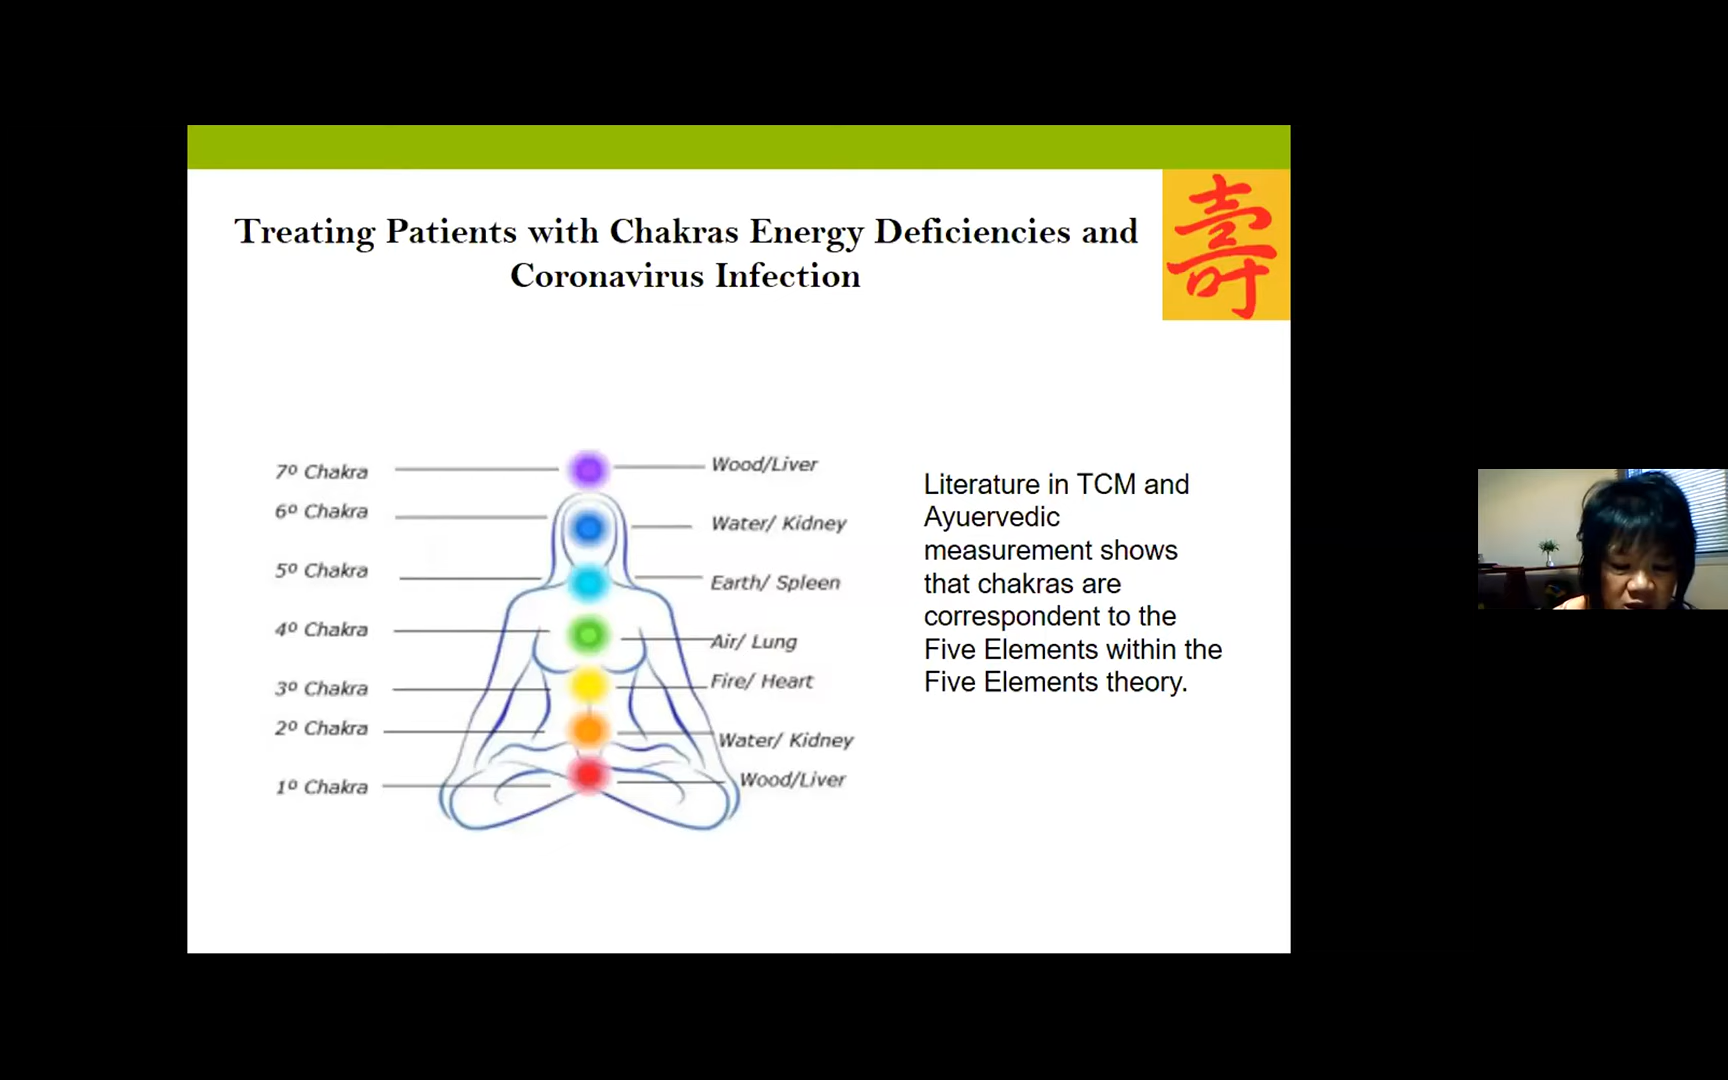 Treating Patients with Chakras Energy Deficiencies and
Coronavirus Infection
壽
7º Chakra
Wood/Liver
6º Chakra
Water/ Kidney
5º Chakra
Earth/ Spleen
4º Chakra
Air/ Lung
3º Chakra
Fire/ Heart
2º Chakra
Water/ Kidney
1º Chakra
Wood/Liver
Literature in TCM and
Ayuervedic
measurement shows
that chakras are
correspondent to the
Five Elements within the
Five Elements theory.